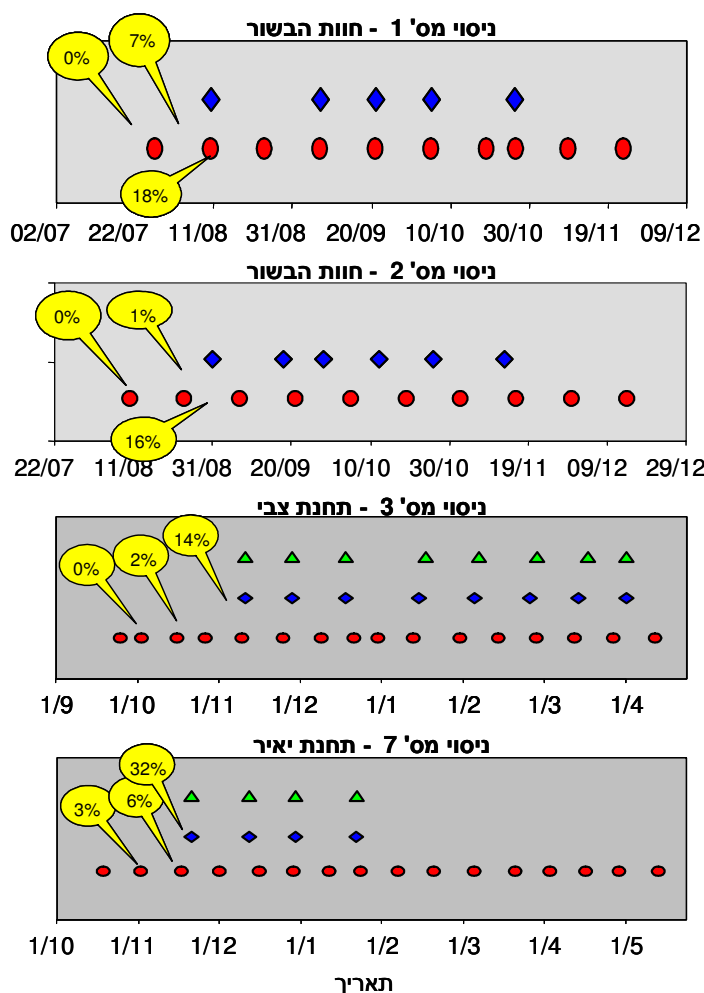 ניסוי מס' 1 - חוות הבשור
0% 7%
18%
02/07 22/07 11/08 31/08 20/09 10/10 30/10 19/11 09/12
ניסוי מס' 2 - חוות הבשור
0% 1%
16%
22/07 11/08 31/08 20/09 10/10 30/10 19/11 09/12 29/12
ניסוי מס' 3 - תחנת צבי
0% 2% 14%
1/9 1/10 1/11 1/12 1/1 1/2 1/3 1/4
ניסוי מס' 7 - תחנת יאיר
32%
3% 6%
1/10 1/11 1/12 1/1 1/2 1/3 1/4 1/5
תאריך